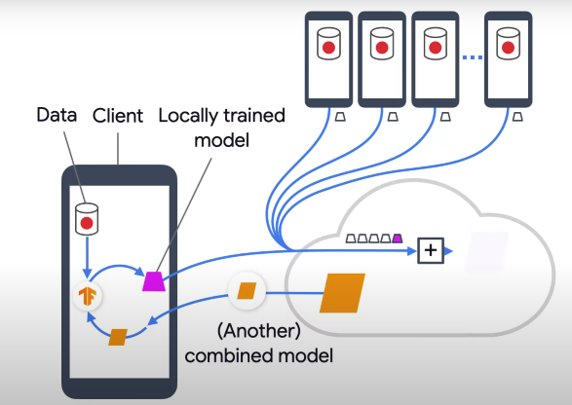 Data
Client
Locally trained
model
+
(Another)
combined model